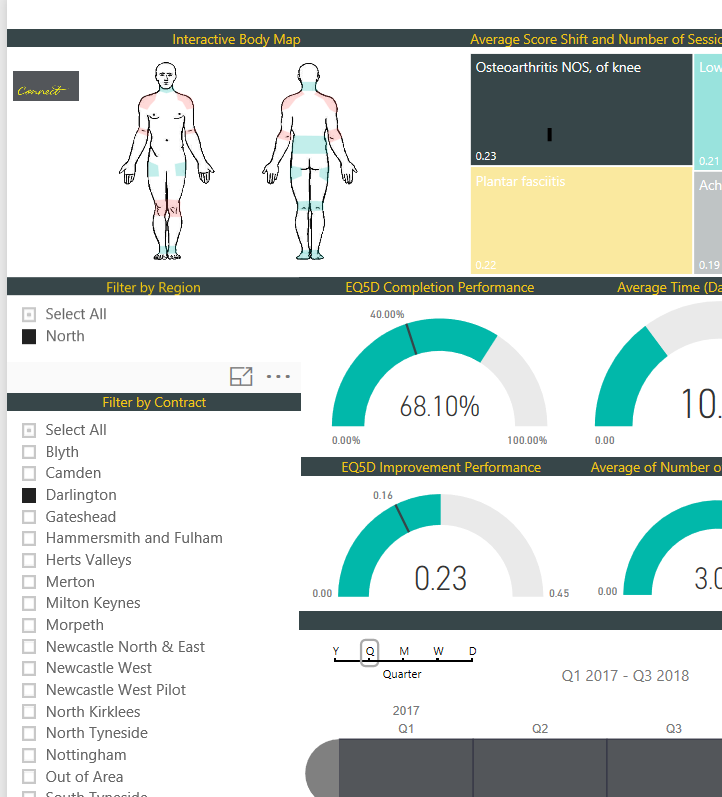 Interactive Body Map
Connect
Average Score Shift and Number of Sessio
Osteoarthritis NOS, of knee
0.23
Low
0.21
Plantar fasciitis
0.22
Ach
0.19
Filter by Region
Select All
North
Filter by Contract
Select All
Blyth
Camden
Darlington
Gateshead
Hammersmith and Fulham
Herts Valleys
Merton
Milton Keynes
Morpeth
Newcastle North & East
Newcastle West
Newcastle West Pilot
North Kirklees
North Tyneside
Nottingham
Out of Area
South Tyneside
EQ5D Completion Performance
40.00%
68.10%
0.00%
100.00%
Average Time (Da
10.
0.00
EQ5D Improvement Performance
0.16
0.23
0.00
0.45
Average of Number o
3.0
0.00
Y Q M W D
Quarter
Q1 2017 - Q3 2018
2017
Q1 Q2 Q3